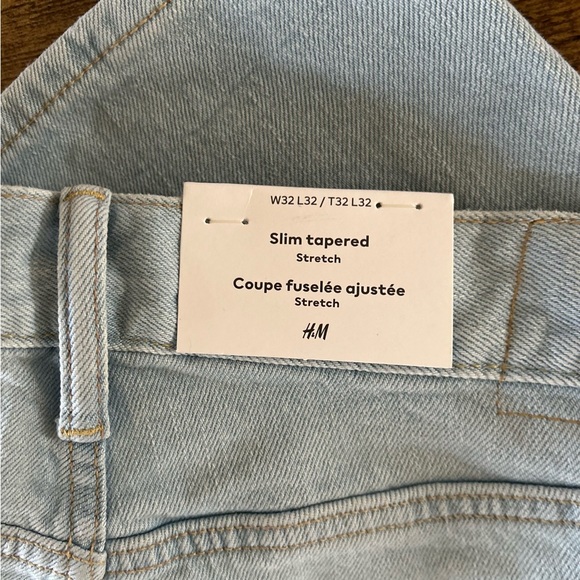 W32 L32 / T32 L32
Slim tapered
Stretch
Coupe fuselée ajustée
Stretch
H&M